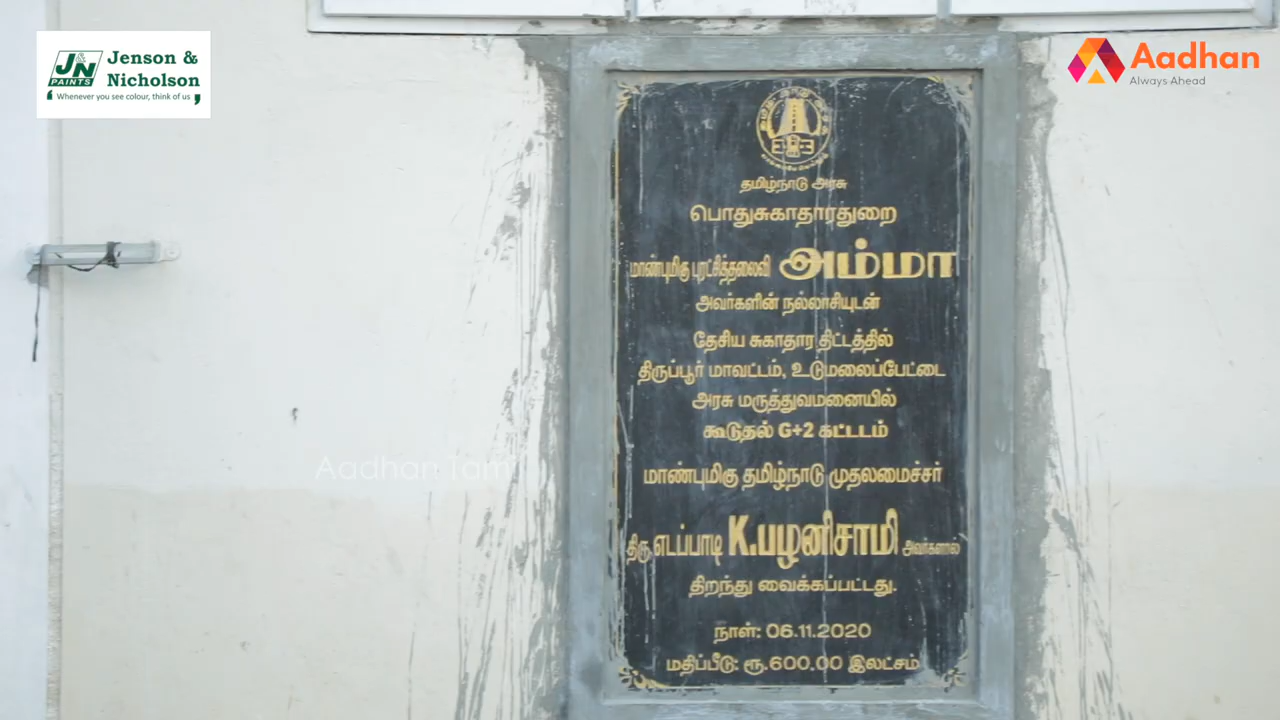 J&N
PAINTS
Jenson &
Nicholson
Whenever you see colour, think of us
Aadhan
Always Ahead
தமிழ்நாடு அரசு
பொதுசுகாதாரதுறை
மாண்புமிகு புரட்சித்தலைவி அம்மா
அவர்களின் நல்லாசியுடன்
தேசிய சுகாதார திட்டத்தில்
திருப்பூர் மாவட்டம், உடுமலைப்பேட்டை
அரசு மருத்துவமனையில்
கூடுதல் G+2 கட்டடம்
Aadhan Tam
மாண்புமிகு தமிழ்நாடு முதலமைச்சர்
திரு.எடப்பாடி K.பழனிசாமி அவர்களால்
திறந்து வைக்கப்பட்டது.
நாள்: 06.11.2020
மதிப்பீடு: ரூ.600.00 இலட்சம்